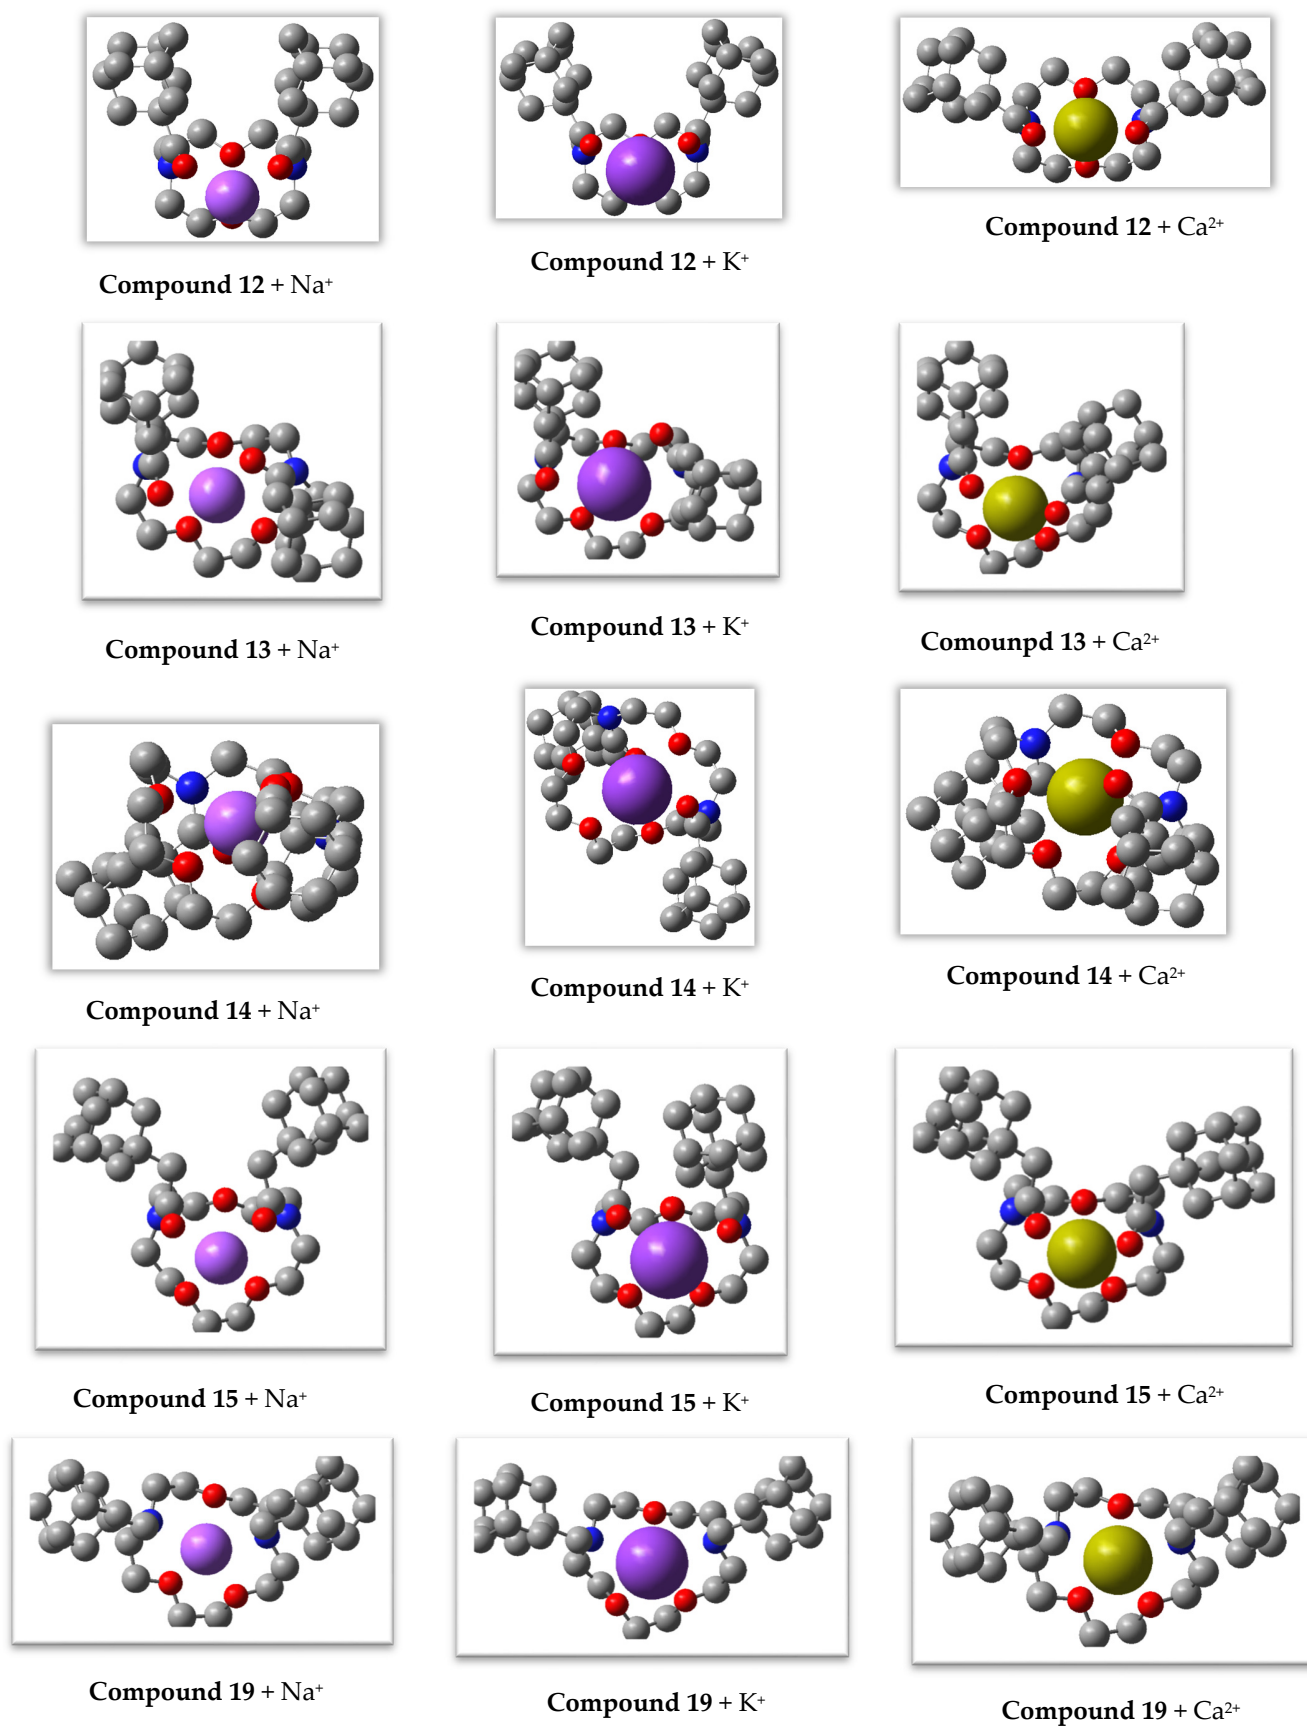 Compound 12 + Na⁺
Compound 12 + K⁺
Compound 12 + Ca²⁺
Compound 13 + Na⁺
Compound 13 + K⁺
Comounpd 13 + Ca²⁺
Compound 14 + Na⁺
Compound 14 + K⁺
Compound 14 + Ca²⁺
Compound 15 + Na⁺
Compound 15 + K⁺
Compound 15 + Ca²⁺
Compound 19 + Na⁺
Compound 19 + K⁺
Compound 19 + Ca²⁺